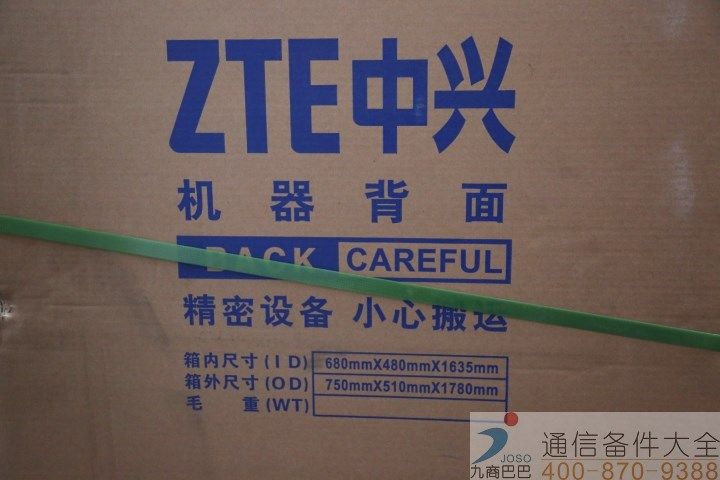 ZTE中兴
机器背面
BACK CAREFUL
精密设备 小心搬运
箱内尺寸(ID) 680mmX480mmX1635mm
箱外尺寸(OD) 750mmX510mmX1780mm
毛 重(WT)
JOSO
九商巴巴
通信备件大全
400-870-9388